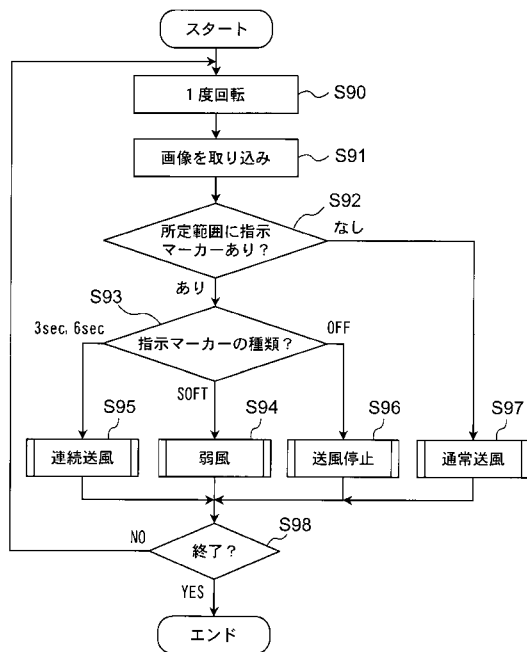 スタート
1度回転
S90
画像を取り込み
S91
S92
所定範囲に指示
マーカーあり？
なし
あり
S93
3sec, 6sec
指示マーカーの種類？
OFF
SOFT
S95
S94
S96
S97
連続送風
弱風
送風停止
通常送風
S98
NO
終了？
YES
エンド